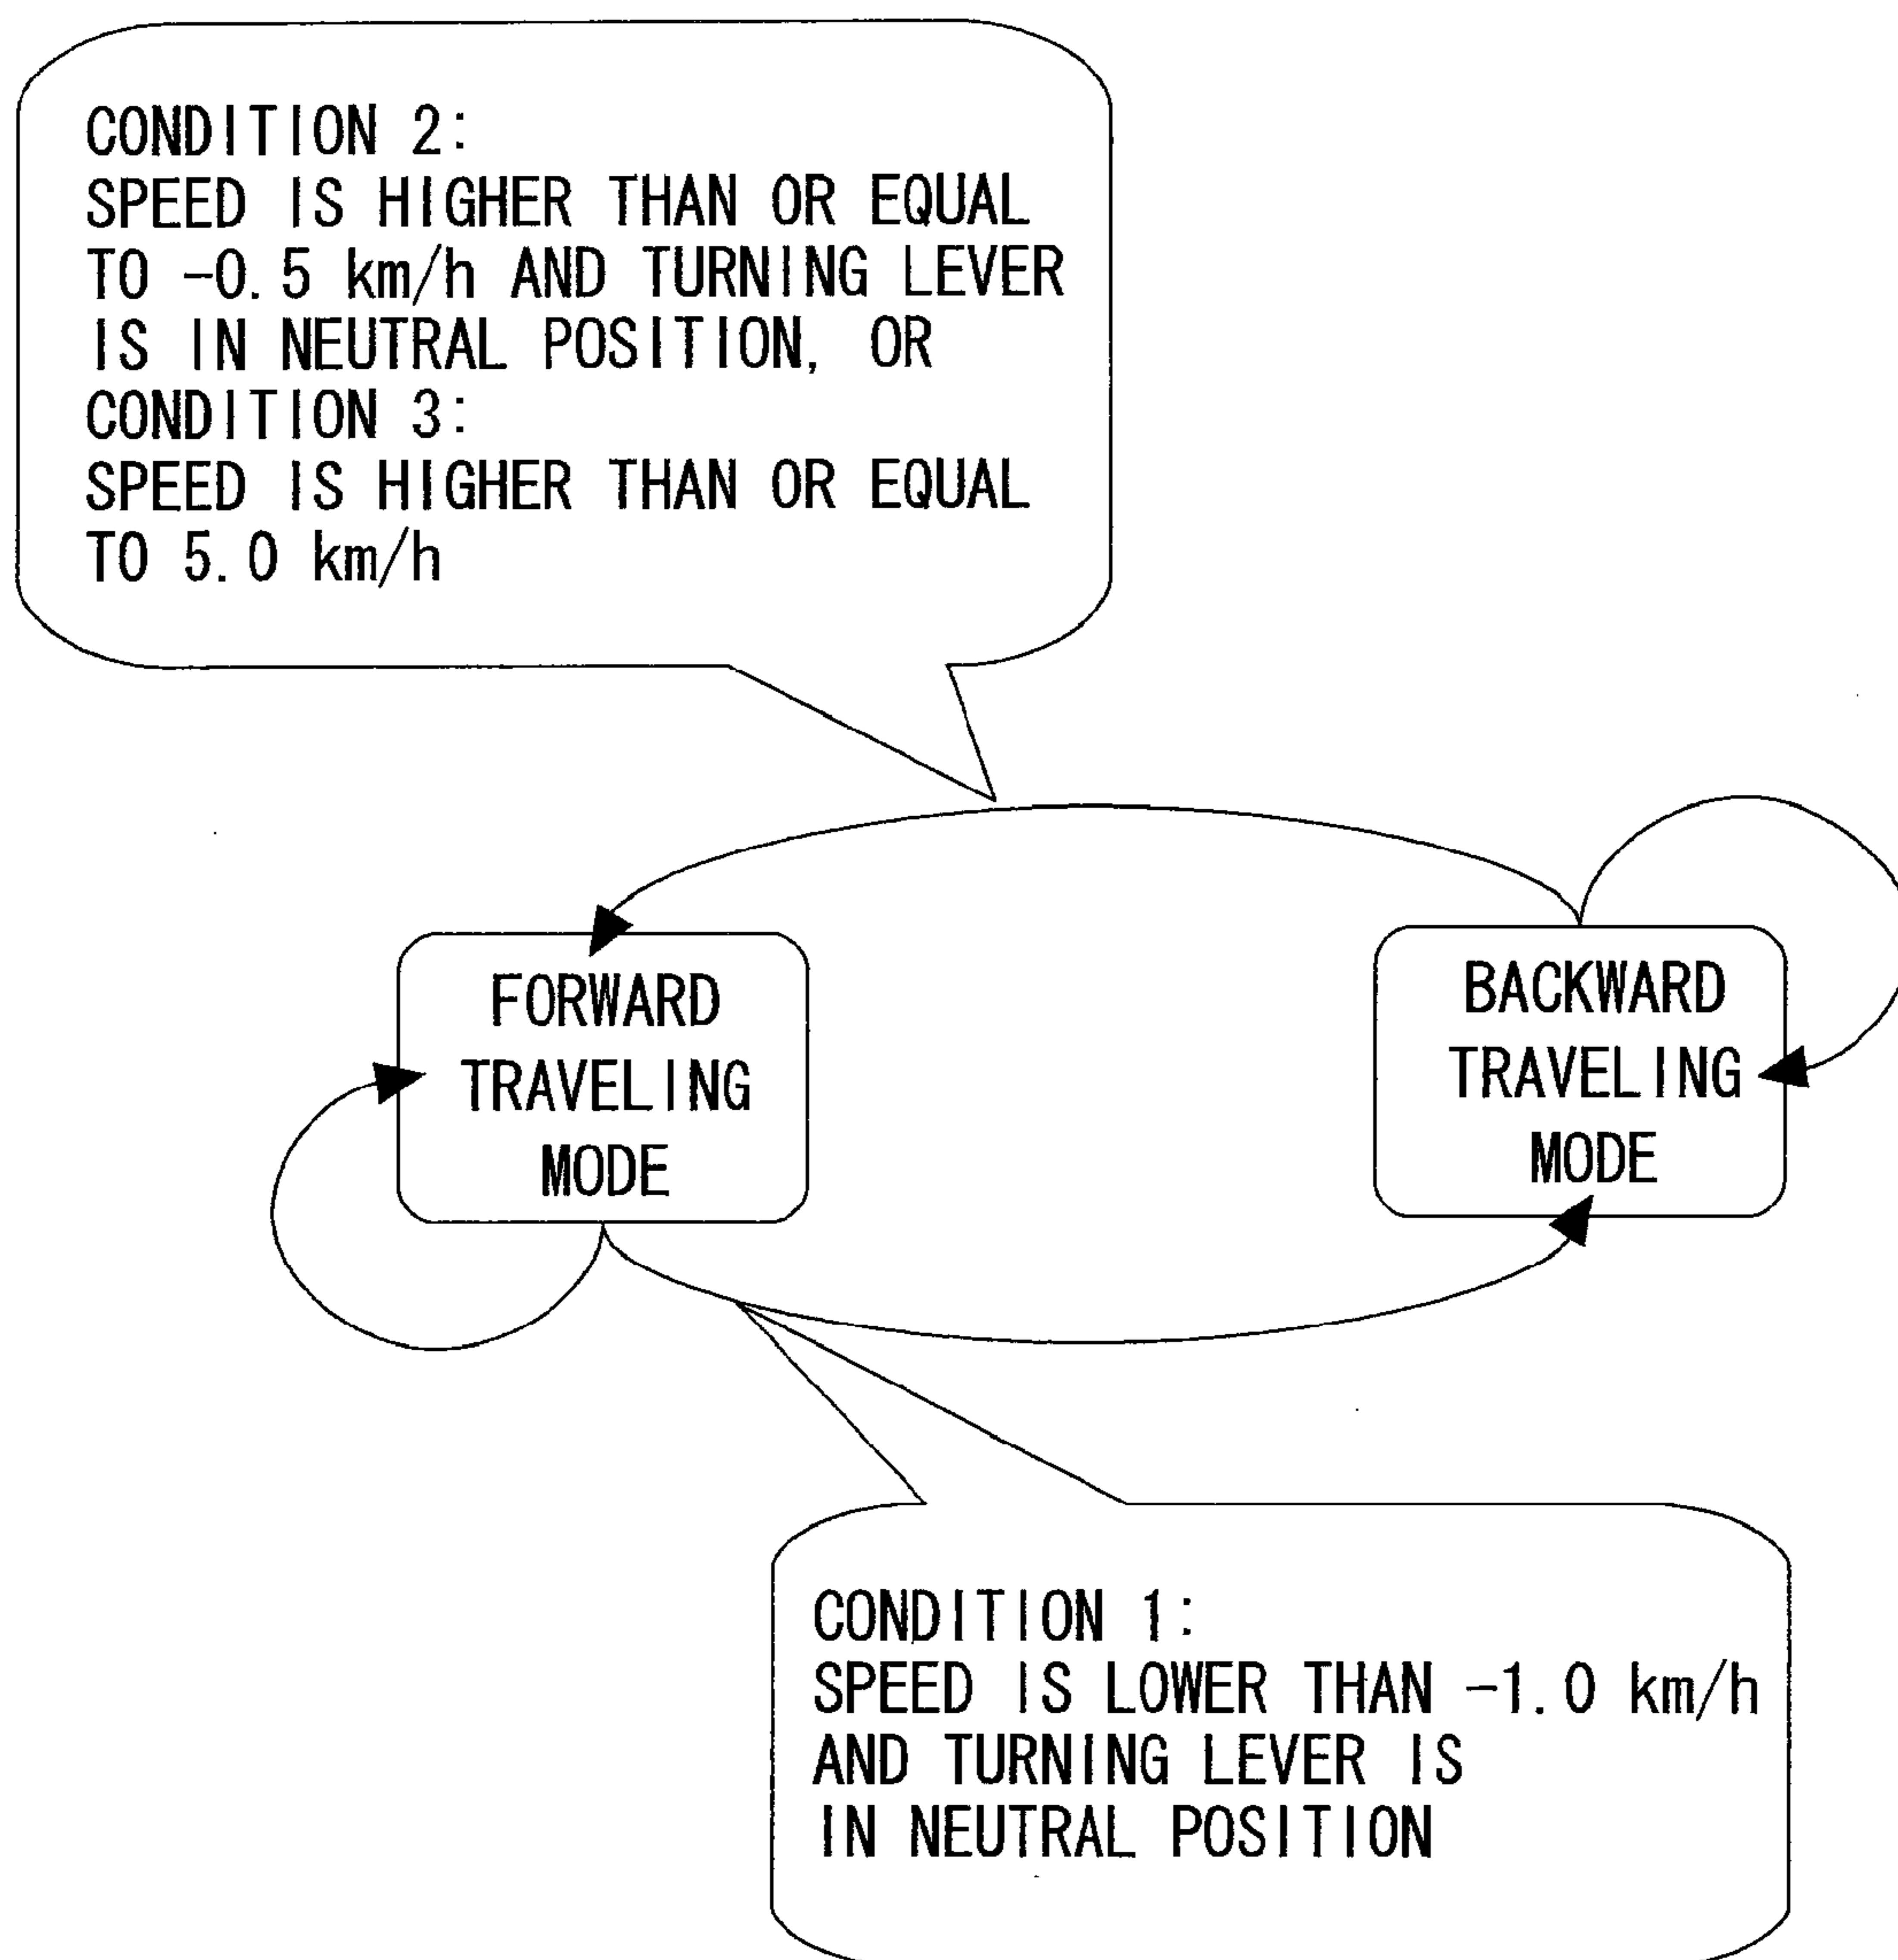 CONDITION 2:
SPEED IS HIGHER THAN OR EQUAL
TO -0.5 km/h AND TURNING LEVER
IS IN NEUTRAL POSITION, OR
CONDITION 3:
SPEED IS HIGHER THAN OR EQUAL
TO 5.0 km/h
FORWARD
TRAVELING
MODE
BACKWARD
TRAVELING
MODE
CONDITION 1:
SPEED IS LOWER THAN -1.0 km/h
AND TURNING LEVER IS
IN NEUTRAL POSITION